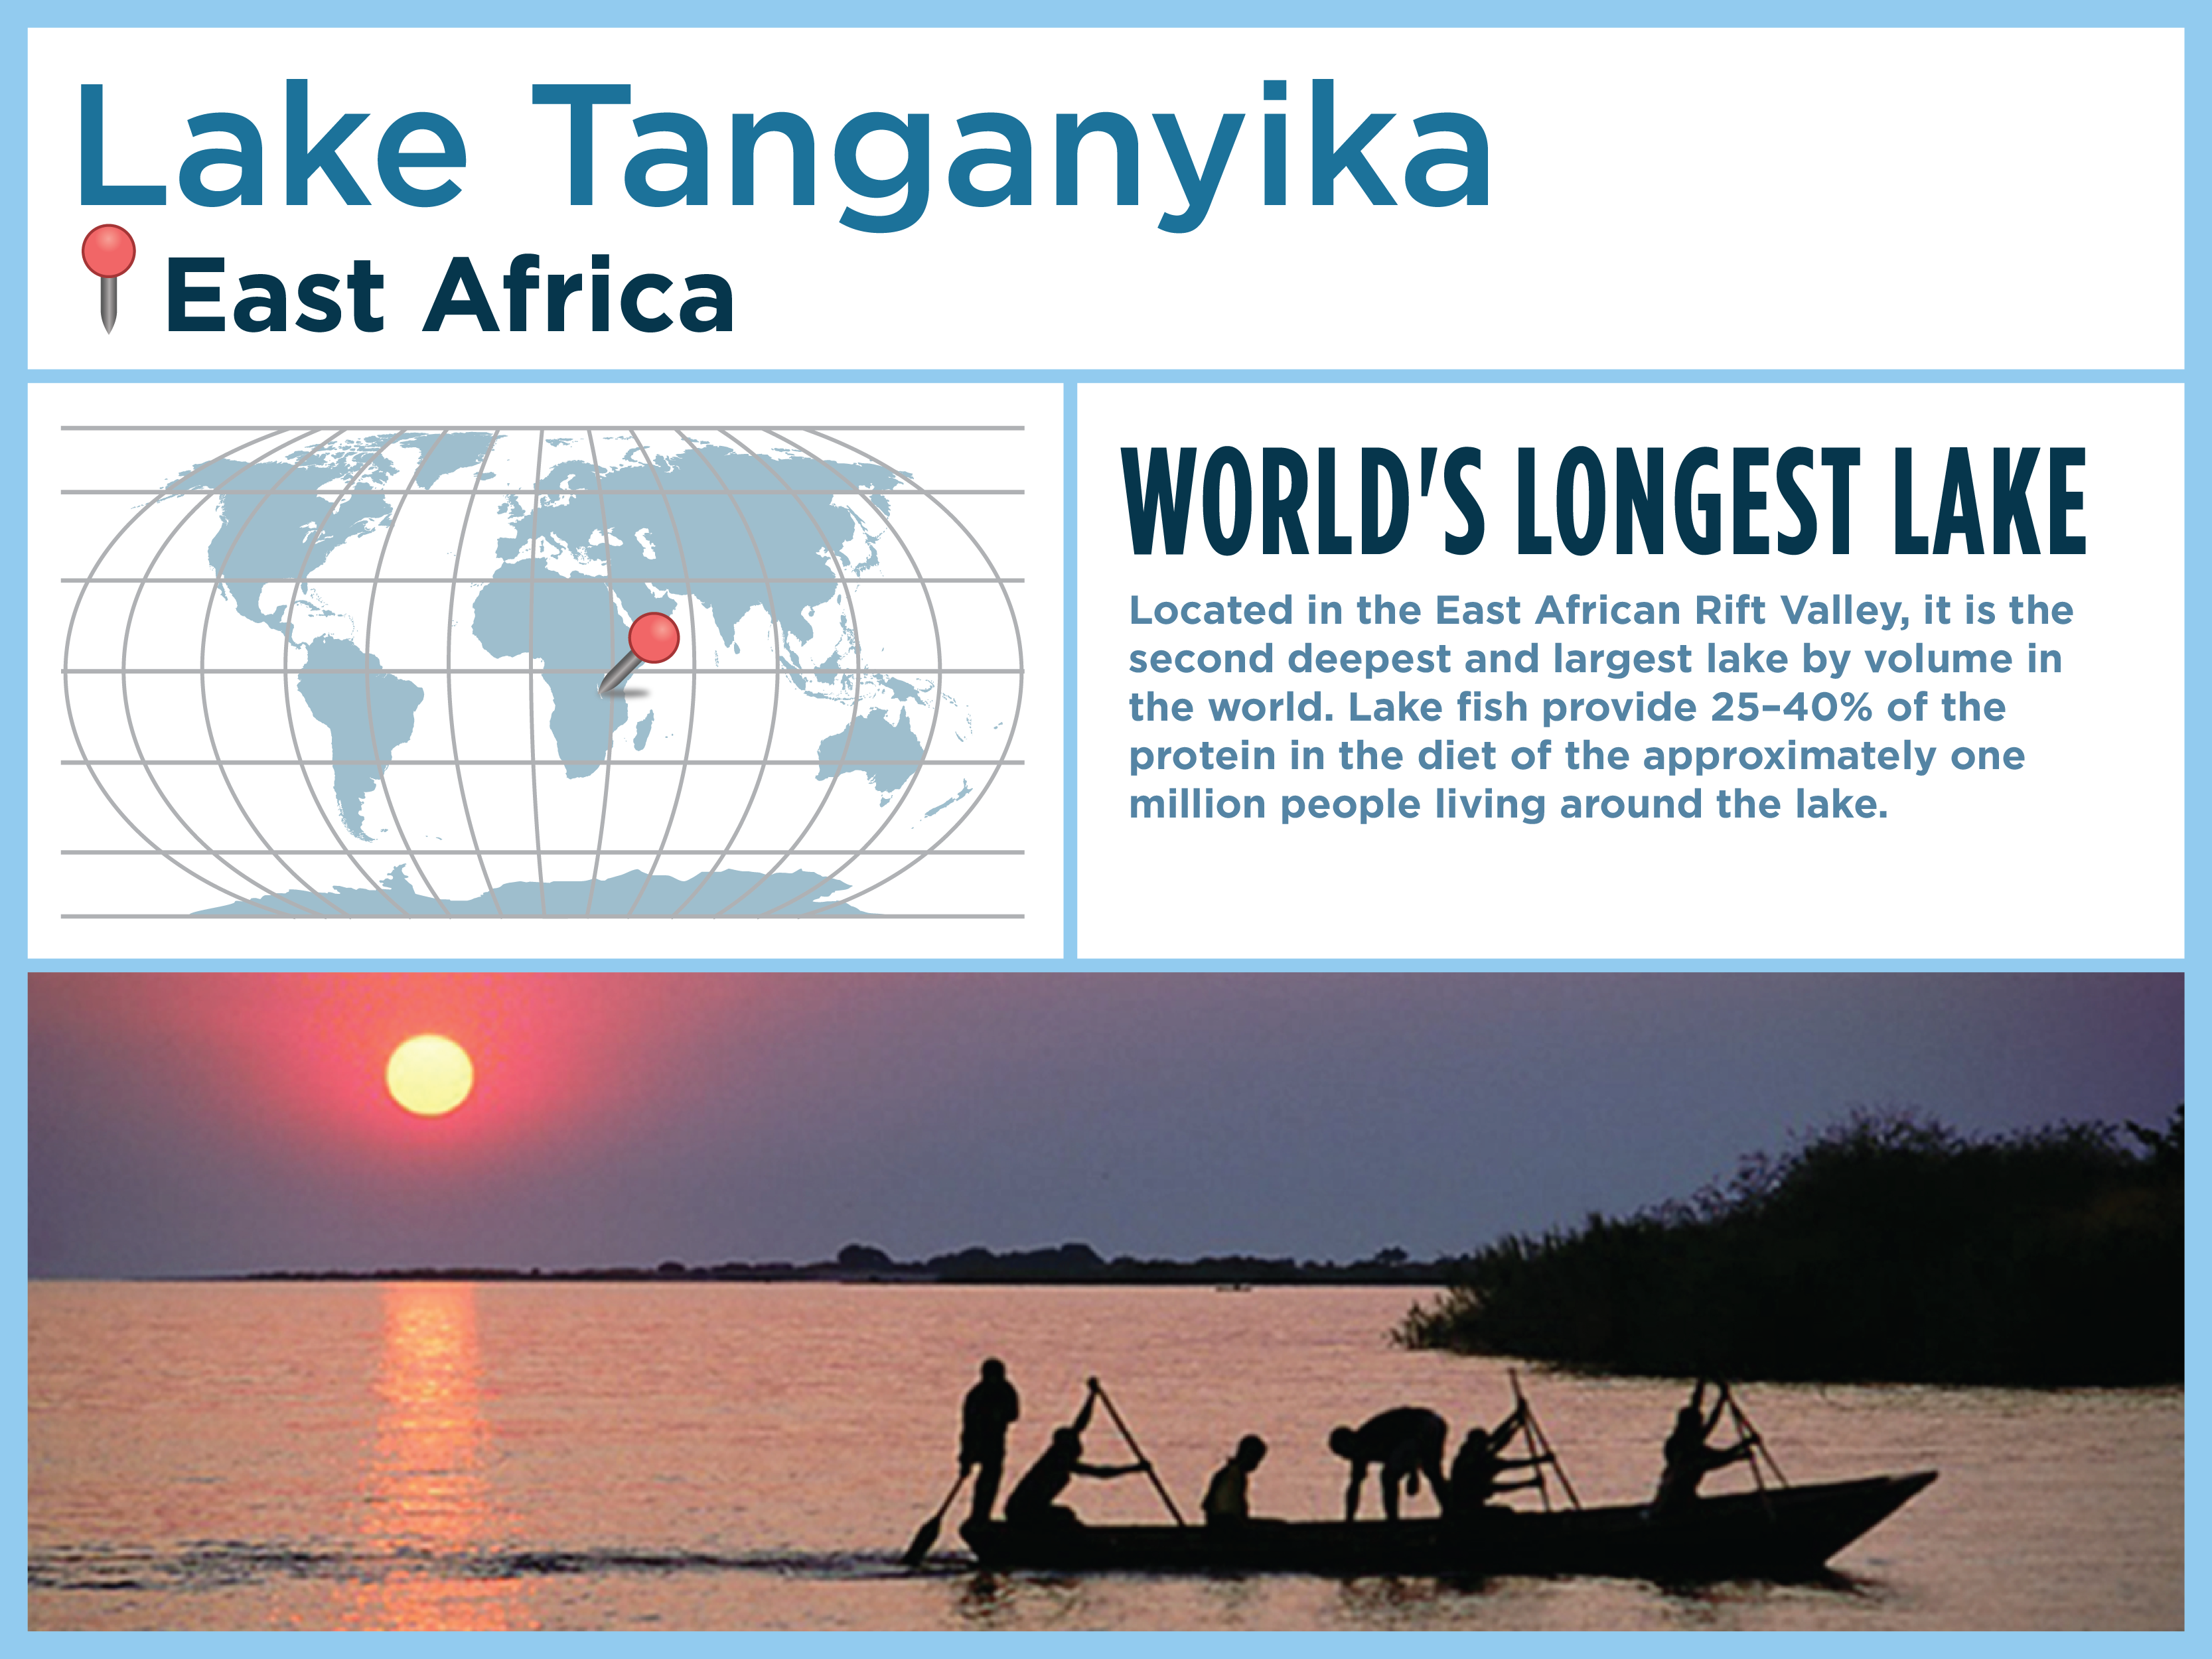 Lake Tanganyika
East Africa
WORLD'S LONGEST LAKE
Located in the East African Rift Valley, it is the
second deepest and largest lake by volume in
the world. Lake fish provide 25–40% of the
protein in the diet of the approximately one
million people living around the lake.